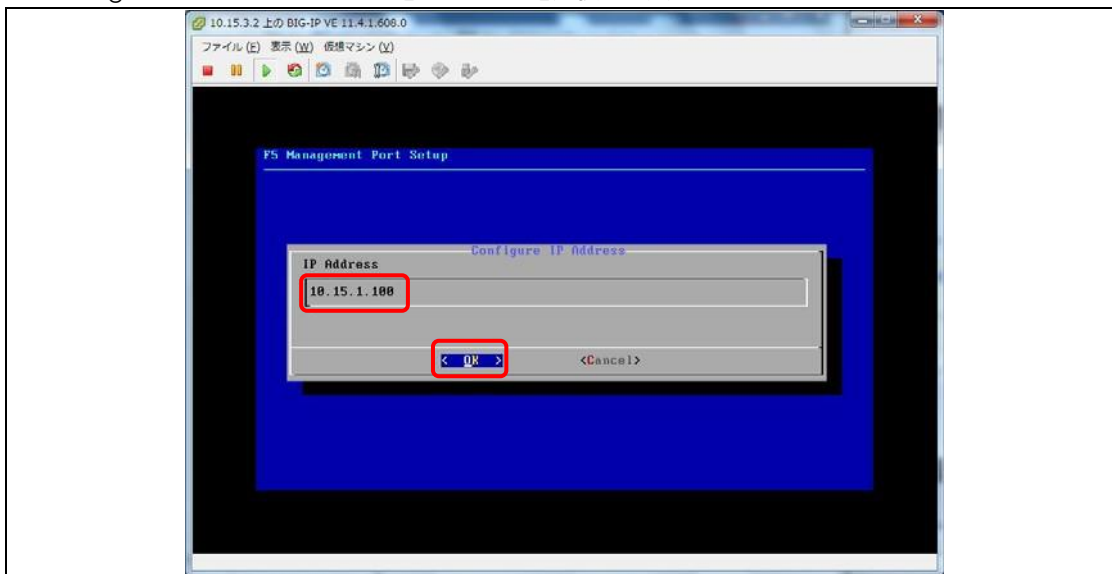 10.15.3.2 上の BIG-IP VE 11.4.1.608.0
ファイル(F) 表示(W) 仮想マシン(V)
F5 Management Port Setup
Configure IP Address
IP Address
10.15.1.100
< OK > <Cancel>